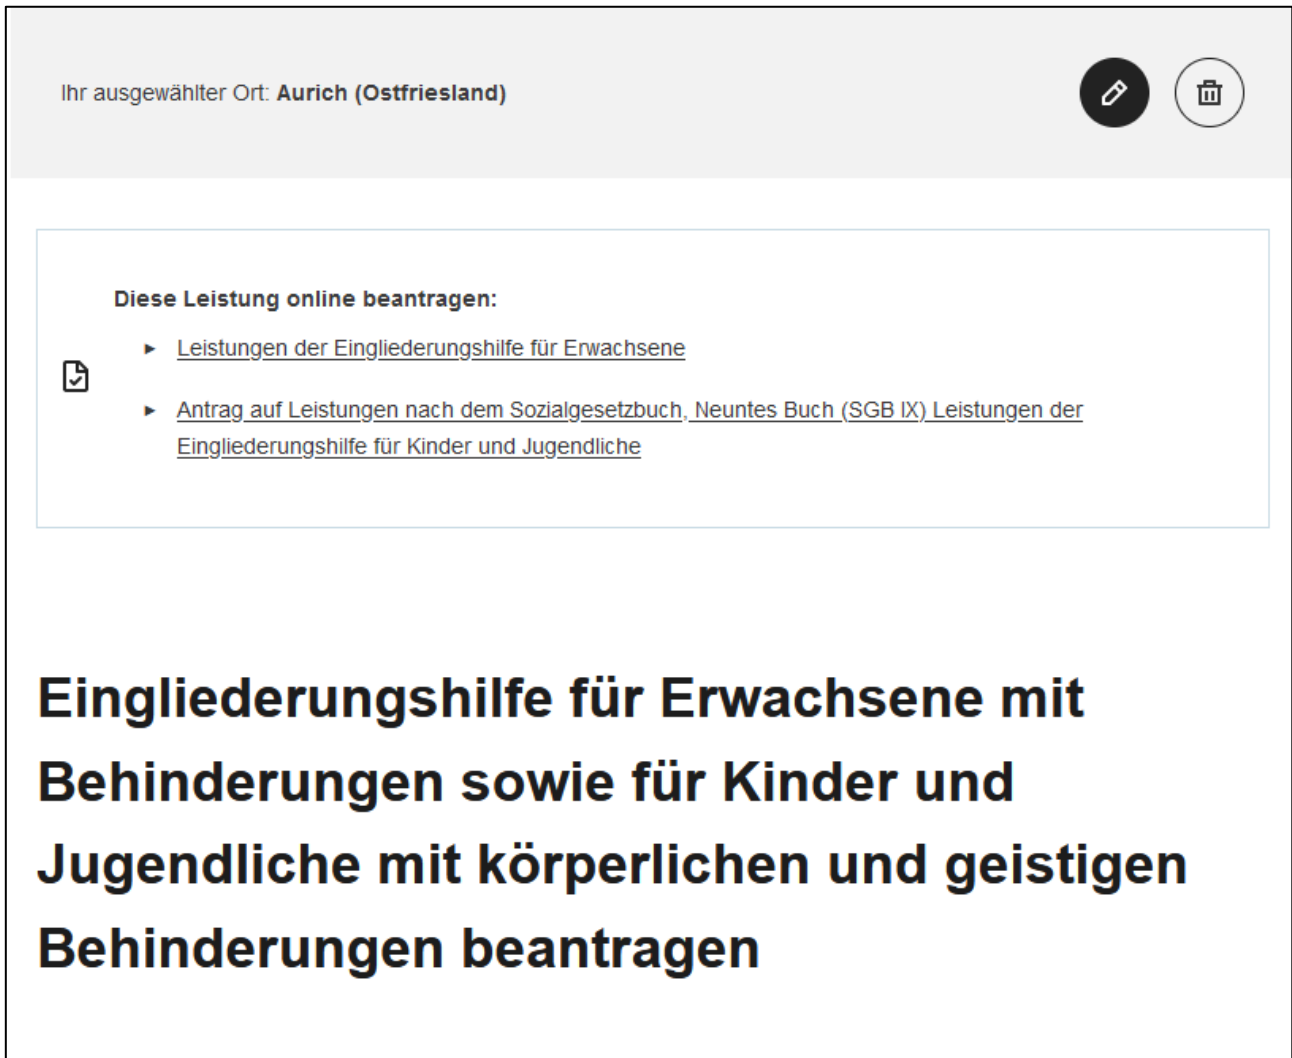 Ihr ausgewählter Ort: Aurich (Ostfriesland)
Diese Leistung online beantragen:
Leistungen der Eingliederungshilfe für Erwachsene
Antrag auf Leistungen nach dem Sozialgesetzbuch, Neuntes Buch (SGB IX) Leistungen der
Eingliederungshilfe für Kinder und Jugendliche
Eingliederungshilfe für Erwachsene mit
Behinderungen sowie für Kinder und
Jugendliche mit körperlichen und geistigen
Behinderungen beantragen